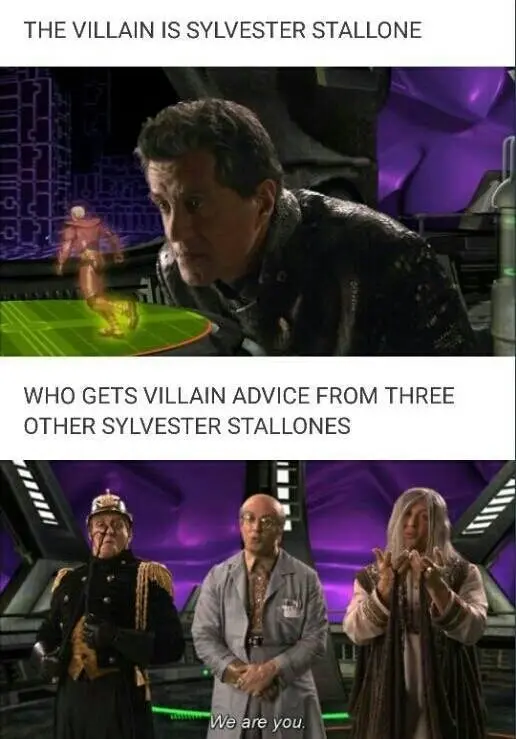 THE VILLAIN IS SYLVESTER STALLONE
WHO GETS VILLAIN ADVICE FROM THREE
OTHER SYLVESTER STALLONES
We are you.